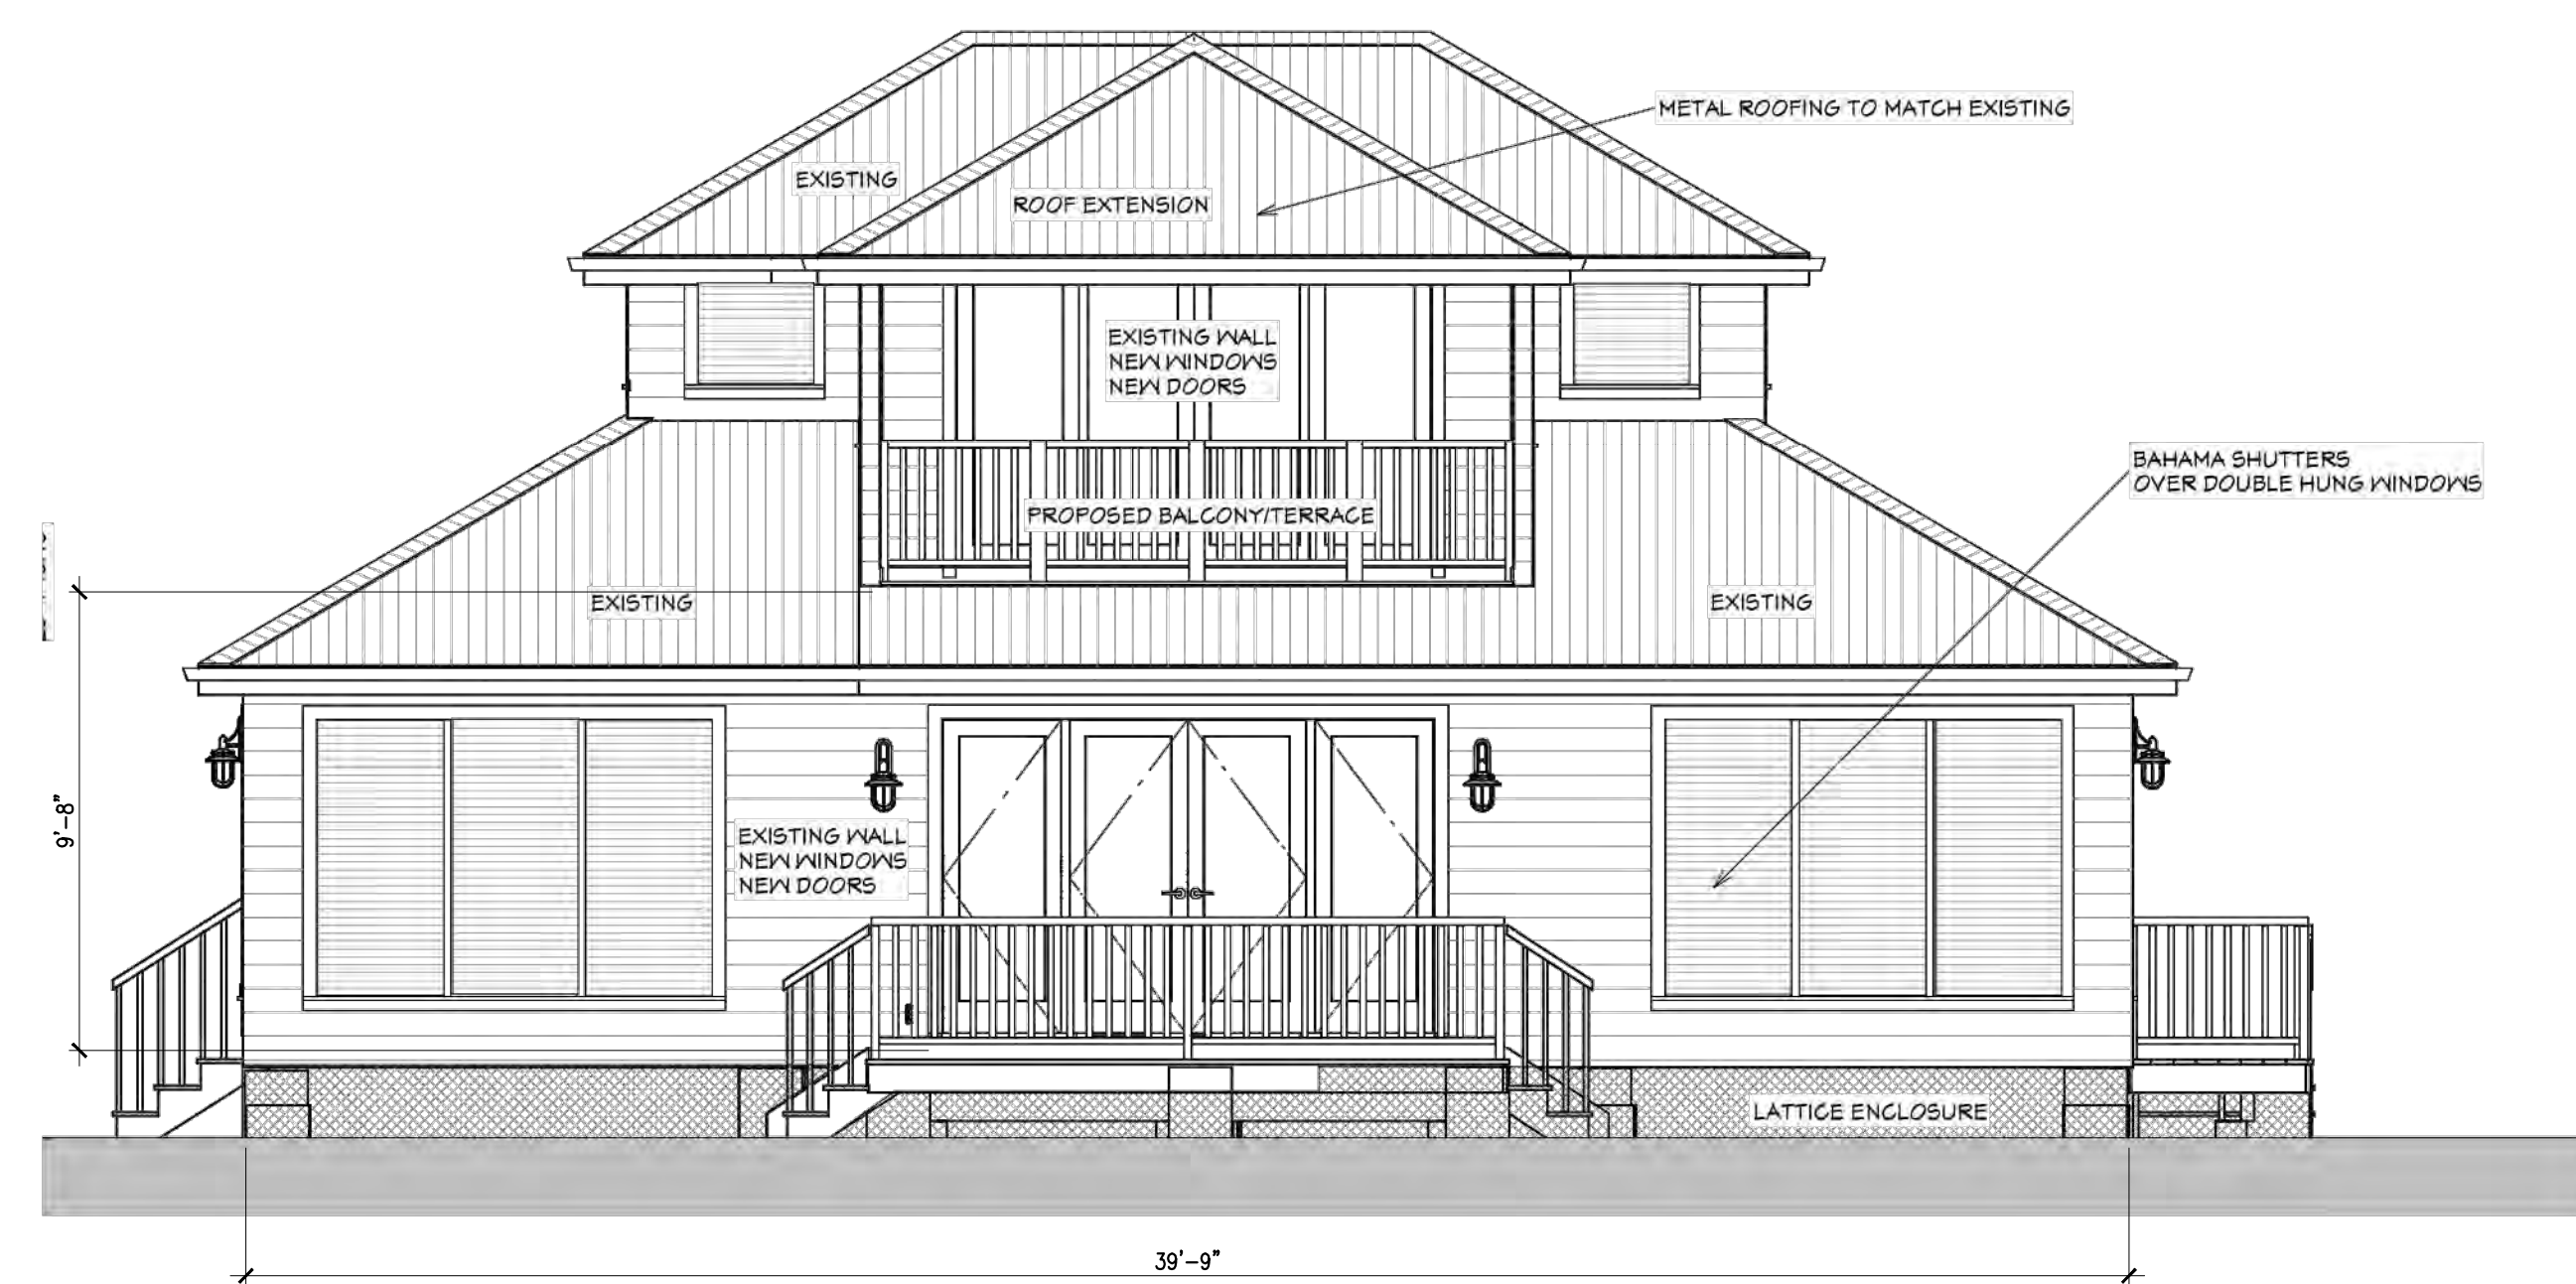 METAL ROOFING TO MATCH EXISTING
EXISTING
ROOF EXTENSION
EXISTING WALL
NEW WINDOWS
NEW DOORS
BAHAMA SHUTTERS
OVER DOUBLE HUNG WINDOWS
PROPOSED BALCONY/TERRACE
EXISTING
EXISTING
9'-8"
EXISTING WALL
NEW WINDOWS
NEW DOORS
LATTICE ENCLOSURE
39'-9"